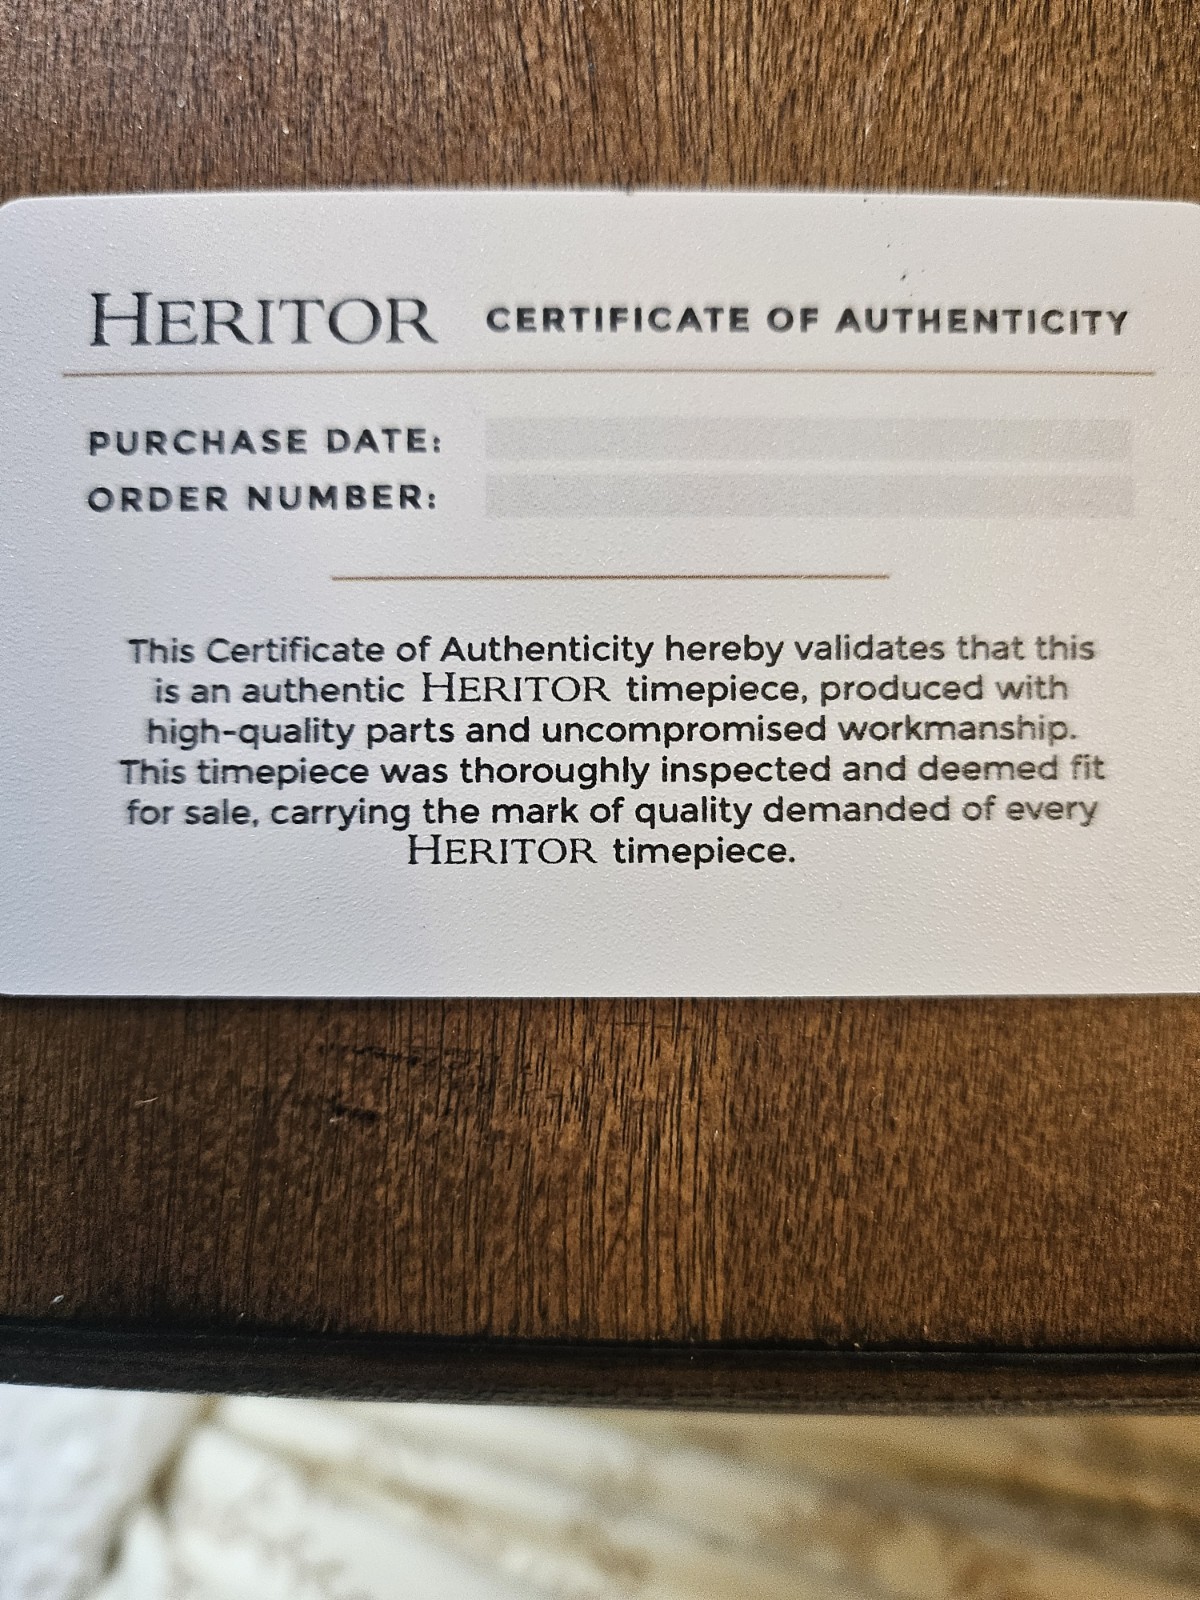 HERITOR CERTIFICATE OF AUTHENTICITY
PURCHASE DATE:
ORDER NUMBER:
This Certificate of Authenticity hereby validates that this
is an authentic HERITOR timepiece, produced with
high-quality parts and uncompromised workmanship.
This timepiece was thoroughly inspected and deemed fit
for sale, carrying the mark of quality demanded of every
HERITOR timepiece.